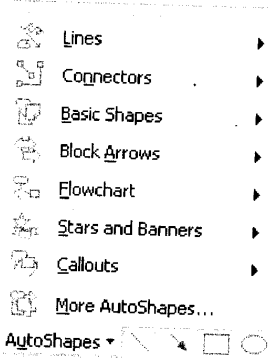 Lines
Connectors
Basic Shapes
Block Arrows
Flowchart
Stars and Banners
Callouts
More AutoShapes...
AutoShapes